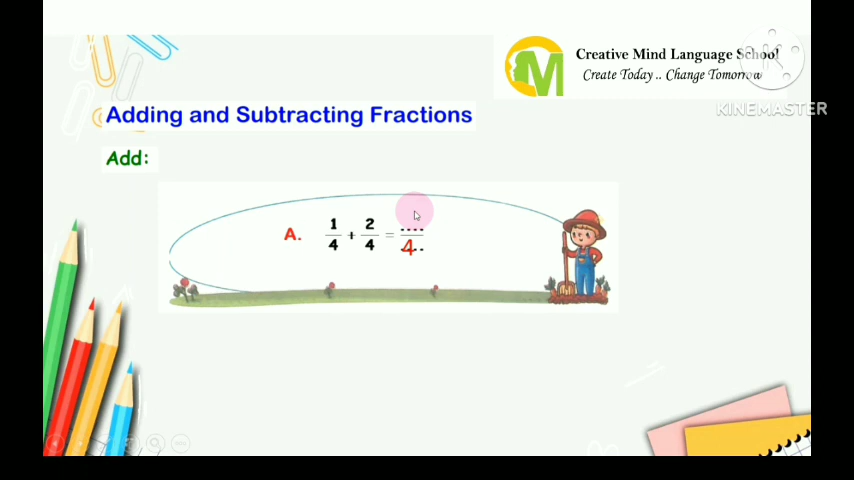 Creative Mind Language School
Create Today .. Change Tomorrow
M
KINEMASTER
Adding and Subtracting Fractions
Add:
A. 1/4 + 2/4 = ..../4